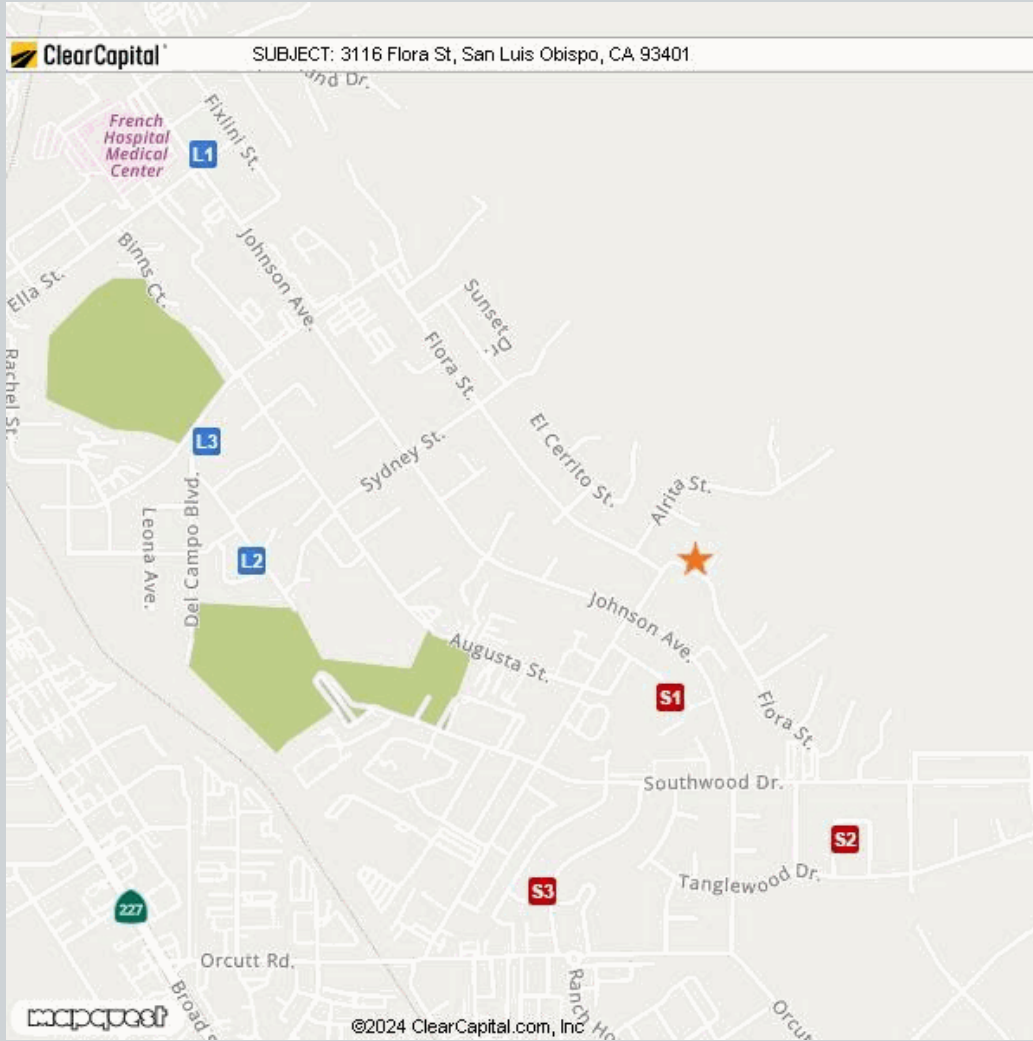 ClearCapital SUBJECT: 3116 Flora St, San Luis Obispo, CA 93401
Dr.
Fixlini St.
French
Hospital
Medical
Center
L1
Johnson Ave.
Binns Ct.
Ella St.
Sunset Dr.
Flora St.
Rachel St.
L3
El Cerrito St.
Sydney St.
Alrita St.
Del Campo Blvd.
Leona Ave.
L2
Johnson Ave.
Augusta St.
S1
Flora St.
Southwood Dr.
S2
Tanglewood Dr.
S3
227
Orcutt Rd.
mapquest
©2024 ClearCapital.com, Inc